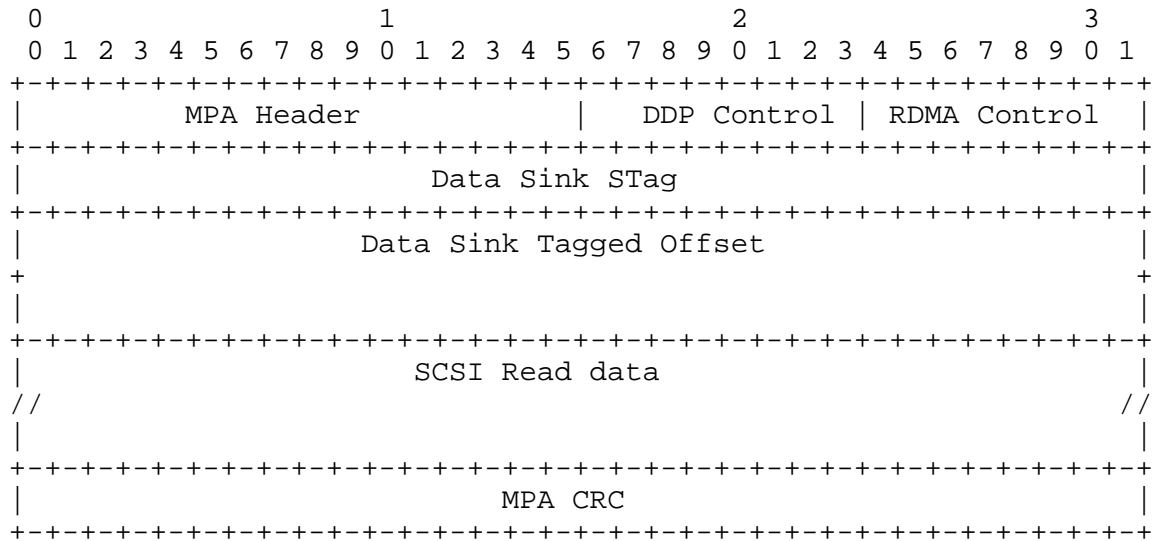 0                   1                   2                   3
 0 1 2 3 4 5 6 7 8 9 0 1 2 3 4 5 6 7 8 9 0 1 2 3 4 5 6 7 8 9 0 1
+-+-+-+-+-+-+-+-+-+-+-+-+-+-+-+-+-+-+-+-+-+-+-+-+-+-+-+-+-+-+-+-+
|         MPA Header            |   DDP Control | RDMA Control  |
+-+-+-+-+-+-+-+-+-+-+-+-+-+-+-+-+-+-+-+-+-+-+-+-+-+-+-+-+-+-+-+-+
|                       Data Sink STag                          |
+-+-+-+-+-+-+-+-+-+-+-+-+-+-+-+-+-+-+-+-+-+-+-+-+-+-+-+-+-+-+-+-+
|                   Data Sink Tagged Offset                     |
+                                                               +
|                                                               |
+-+-+-+-+-+-+-+-+-+-+-+-+-+-+-+-+-+-+-+-+-+-+-+-+-+-+-+-+-+-+-+-+
|                      SCSI Read data                           |
//                                                             //
|                                                               |
+-+-+-+-+-+-+-+-+-+-+-+-+-+-+-+-+-+-+-+-+-+-+-+-+-+-+-+-+-+-+-+-+
|                           MPA CRC                             |
+-+-+-+-+-+-+-+-+-+-+-+-+-+-+-+-+-+-+-+-+-+-+-+-+-+-+-+-+-+-+-+-+